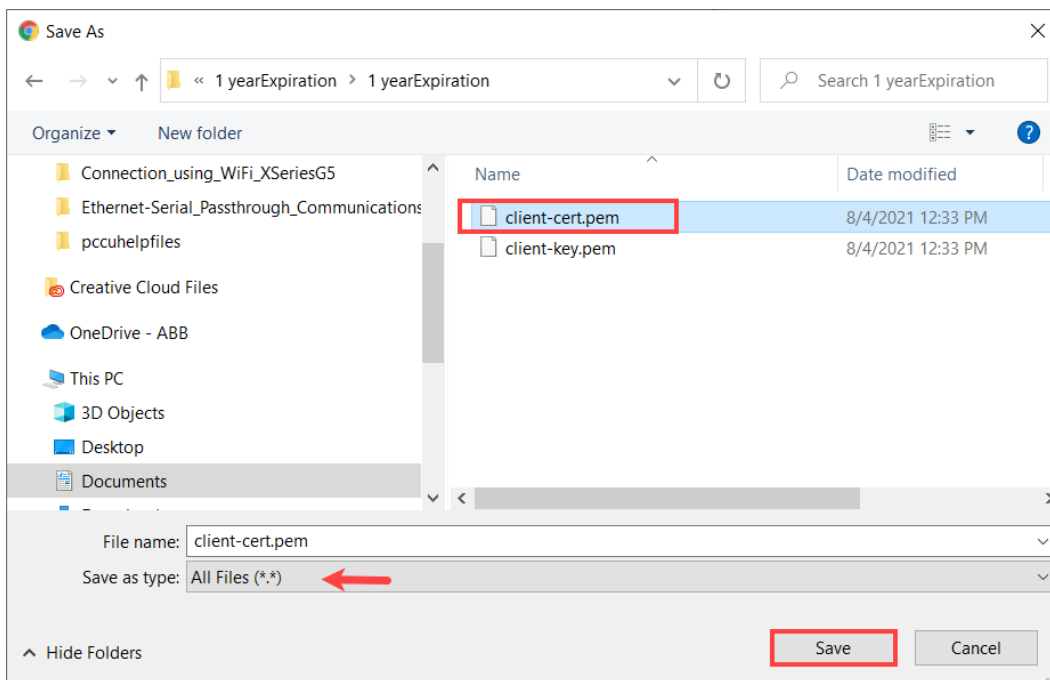 Save As
« 1 yearExpiration > 1 yearExpiration
Search 1 yearExpiration
Organize
New folder
?
Connection_using_WiFi_XSeriesG5
Ethernet-Serial_Passthrough_Communications
pccuhelpfiles
Creative Cloud Files
OneDrive - ABB
This PC
3D Objects
Desktop
Documents
Name
Date modified
client-cert.pem
8/4/2021 12:33 PM
client-key.pem
8/4/2021 12:33 PM
File name: client-cert.pem
Save as type: All Files (*.*)
Hide Folders
Save
Cancel